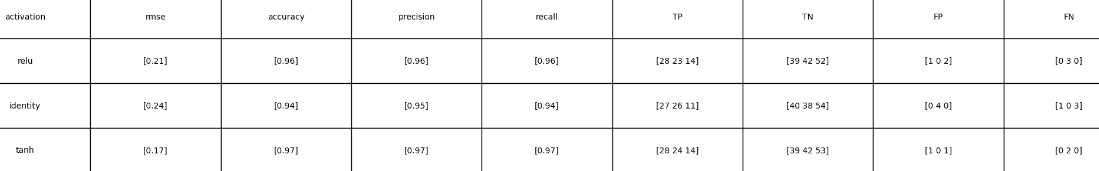 activation rmse accuracy precision recall TP TN FP FN
relu [0.21] [0.96] [0.96] [0.96] [28 23 14] [39 42 52] [1 0 2] [0 3 0]
identity [0.24] [0.94] [0.95] [0.94] [27 26 11] [40 38 54] [0 4 0] [1 0 3]
tanh [0.17] [0.97] [0.97] [0.97] [28 24 14] [39 42 53] [1 0 1] [0 2 0]